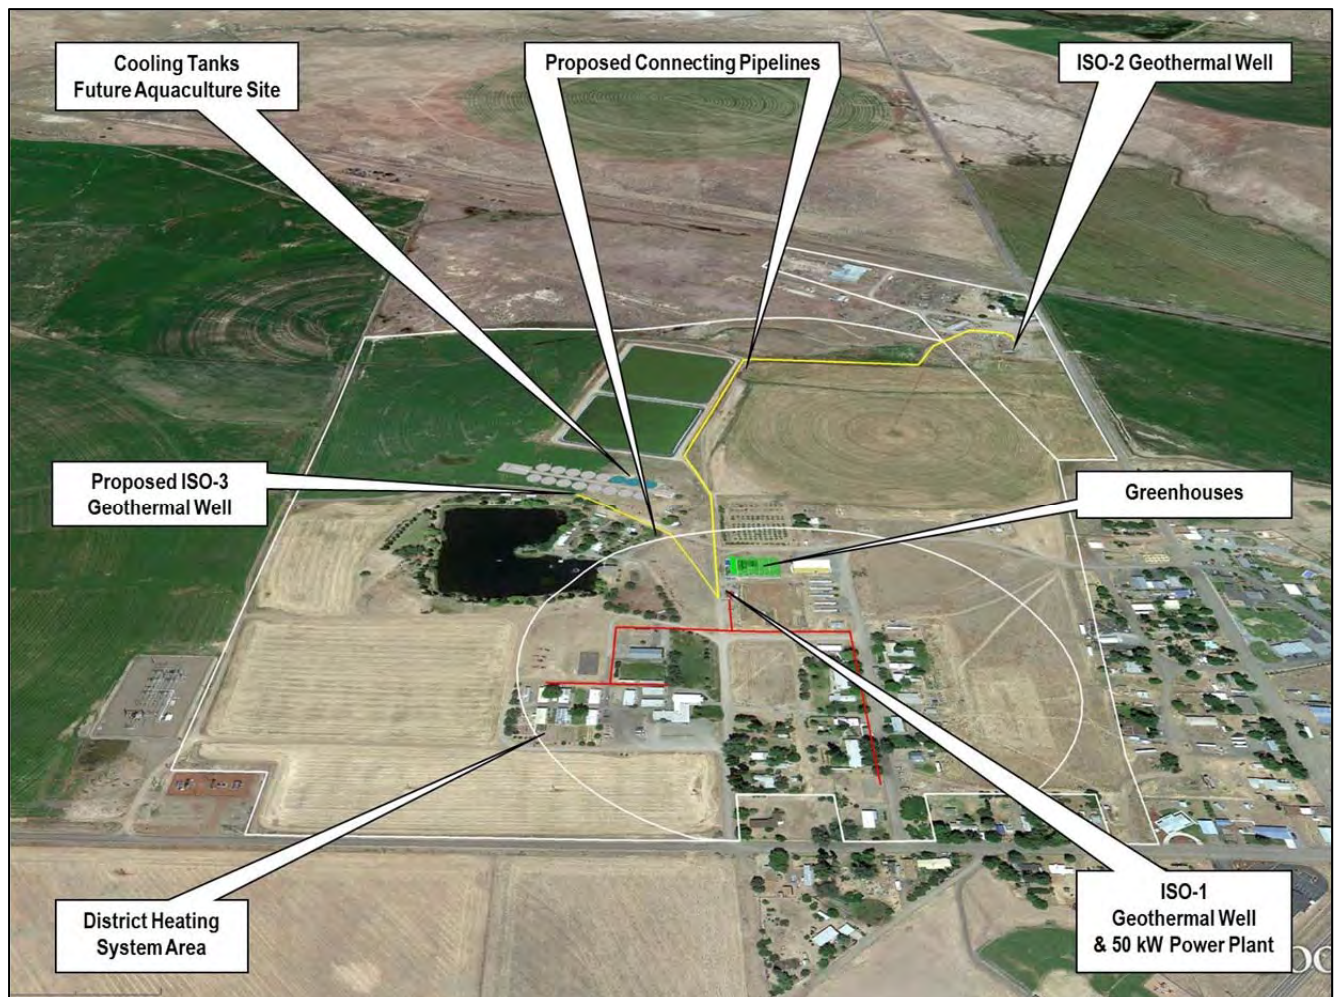 Cooling Tanks
Future Aquaculture Site
Proposed Connecting Pipelines
ISO-2 Geothermal Well
Proposed ISO-3
Geothermal Well
Greenhouses
District Heating
System Area
ISO-1
Geothermal Well
& 50 kW Power Plant